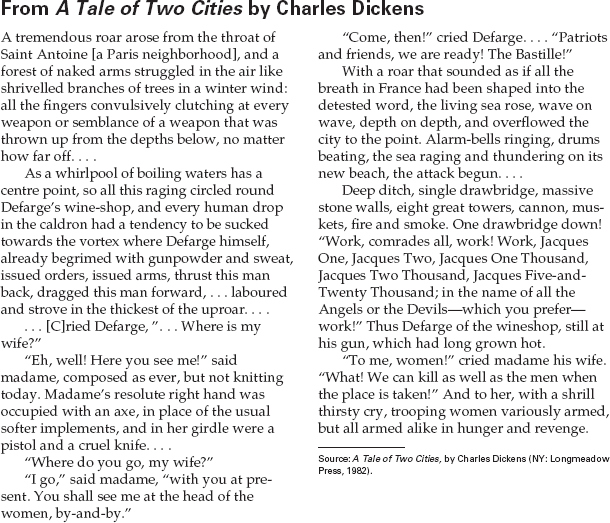 From A Tale of Two Cities by Charles Dickens
A tremendous roar arose from the throat of
Saint Antoine [a Paris neighborhood], and a
forest of naked arms struggled in the air like
shrivelled branches of trees in a winter wind:
all the fingers convulsively clutching at every
weapon or semblance of a weapon that was
thrown up from the depths below, no matter
how far off. . . .
As a whirlpool of boiling waters has a
centre point, so all this raging circled round
Defarge's wine-shop, and every human drop
in the caldron had a tendency to be sucked
towards the vortex where Defarge himself,
already begrimed with gunpowder and sweat,
issued orders, issued arms, thrust this man
back, dragged this man forward, . . . laboured
and strove in the thickest of the uproar. . . .
. . . [C]ried Defarge, ". . . Where is my
wife?"
"Eh, well! Here you see me!" said
madame, composed as ever, but not knitting
today. Madame's resolute right hand was
occupied with an axe, in place of the usual
softer implements, and in her girdle were a
pistol and a cruel knife. . . .
"Where do you go, my wife?"
"I go," said madame, "with you at pre-
sent. You shall see me at the head of the
women, by-and-by."
"Come, then!" cried Defarge. . . . "Patriots
and friends, we are ready! The Bastille!"
With a roar that sounded as if all the
breath in France had been shaped into the
detested word, the living sea rose, wave on
wave, depth on depth, and overflowed the
city to the point. Alarm-bells ringing, drums
beating, the sea raging and thundering on its
new beach, the attack begun. . . .
Deep ditch, single drawbridge, massive
stone walls, eight great towers, cannon, mus-
kets, fire and smoke. One drawbridge down!
"Work, comrades all, work! Work, Jacques
One, Jacques Two, Jacques One Thousand,
Jacques Two Thousand, Jacques Five-and-
Twenty Thousand; in the name of all the
Angels or the Devils—which you prefer—
work!" Thus Defarge of the wineshop, still at
his gun, which had long grown hot.
"To me, women!" cried madame his wife.
"What! We can kill as well as the men when
the place is taken!" And to her, with a shrill
thirsty cry, trooping women variously armed,
but all armed alike in hunger and revenge.
Source: A Tale of Two Cities, by Charles Dickens (NY: Longmeadow
Press, 1982).